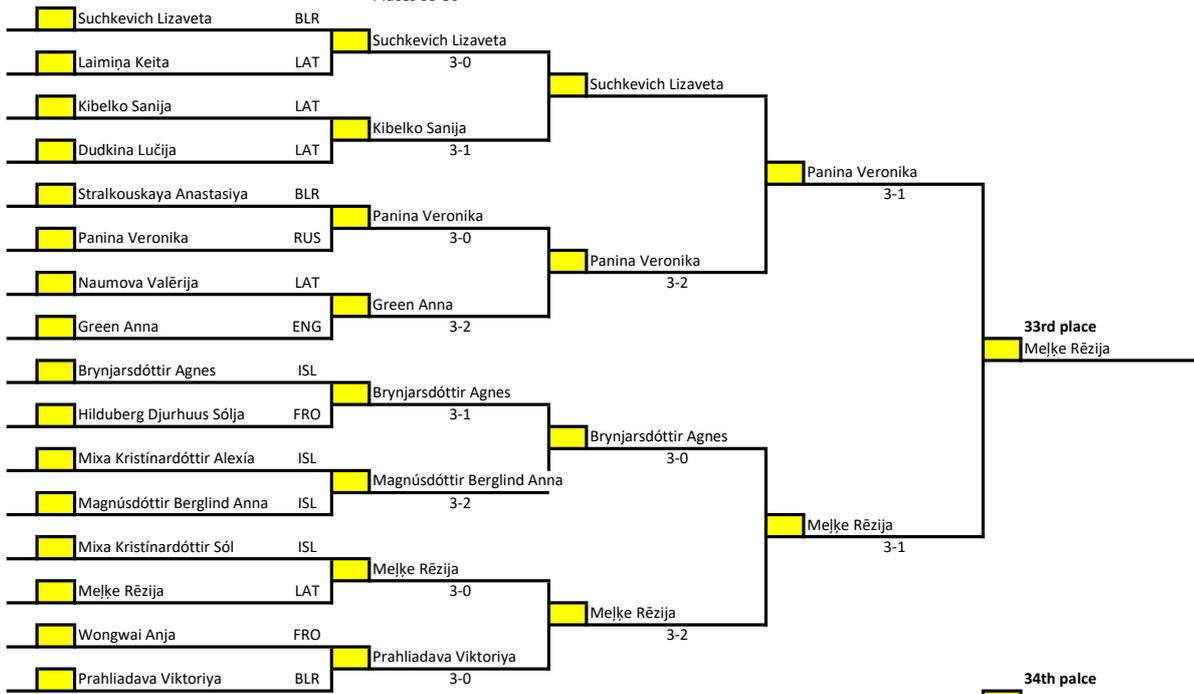 Suchkevich Lizaveta BLR
Suchkevich Lizaveta
Laimiņa Keita LAT
3-0
Suchkevich Lizaveta
Kibelko Sanija LAT
Kibelko Sanija
Dudkina Lučija LAT
3-1
Panina Veronika
Stralkouskaya Anastasiya BLR
3-1
Panina Veronika
Panina Veronika RUS
3-0
Panina Veronika
Naumova Valērija LAT
3-2
Green Anna
Green Anna ENG
3-2
33rd place
Meļķe Rēzija
Brynjarsdóttir Agnes ISL
Brynjarsdóttir Agnes
Hilduberg Djurhuus Sólja FRO
3-1
Brynjarsdóttir Agnes
Mixa Kristínardóttir Alexía ISL
3-0
Magnúsdóttir Berglind Anna
Magnúsdóttir Berglind Anna ISL
3-2
Meļķe Rēzija
Mixa Kristínardóttir Sól ISL
3-1
Meļķe Rēzija
Meļķe Rēzija LAT
3-0
Meļķe Rēzija
Wongwai Anja FRO
3-2
Prahliadava Viktoriya
Prahliadava Viktoriya BLR
3-0
34th palce